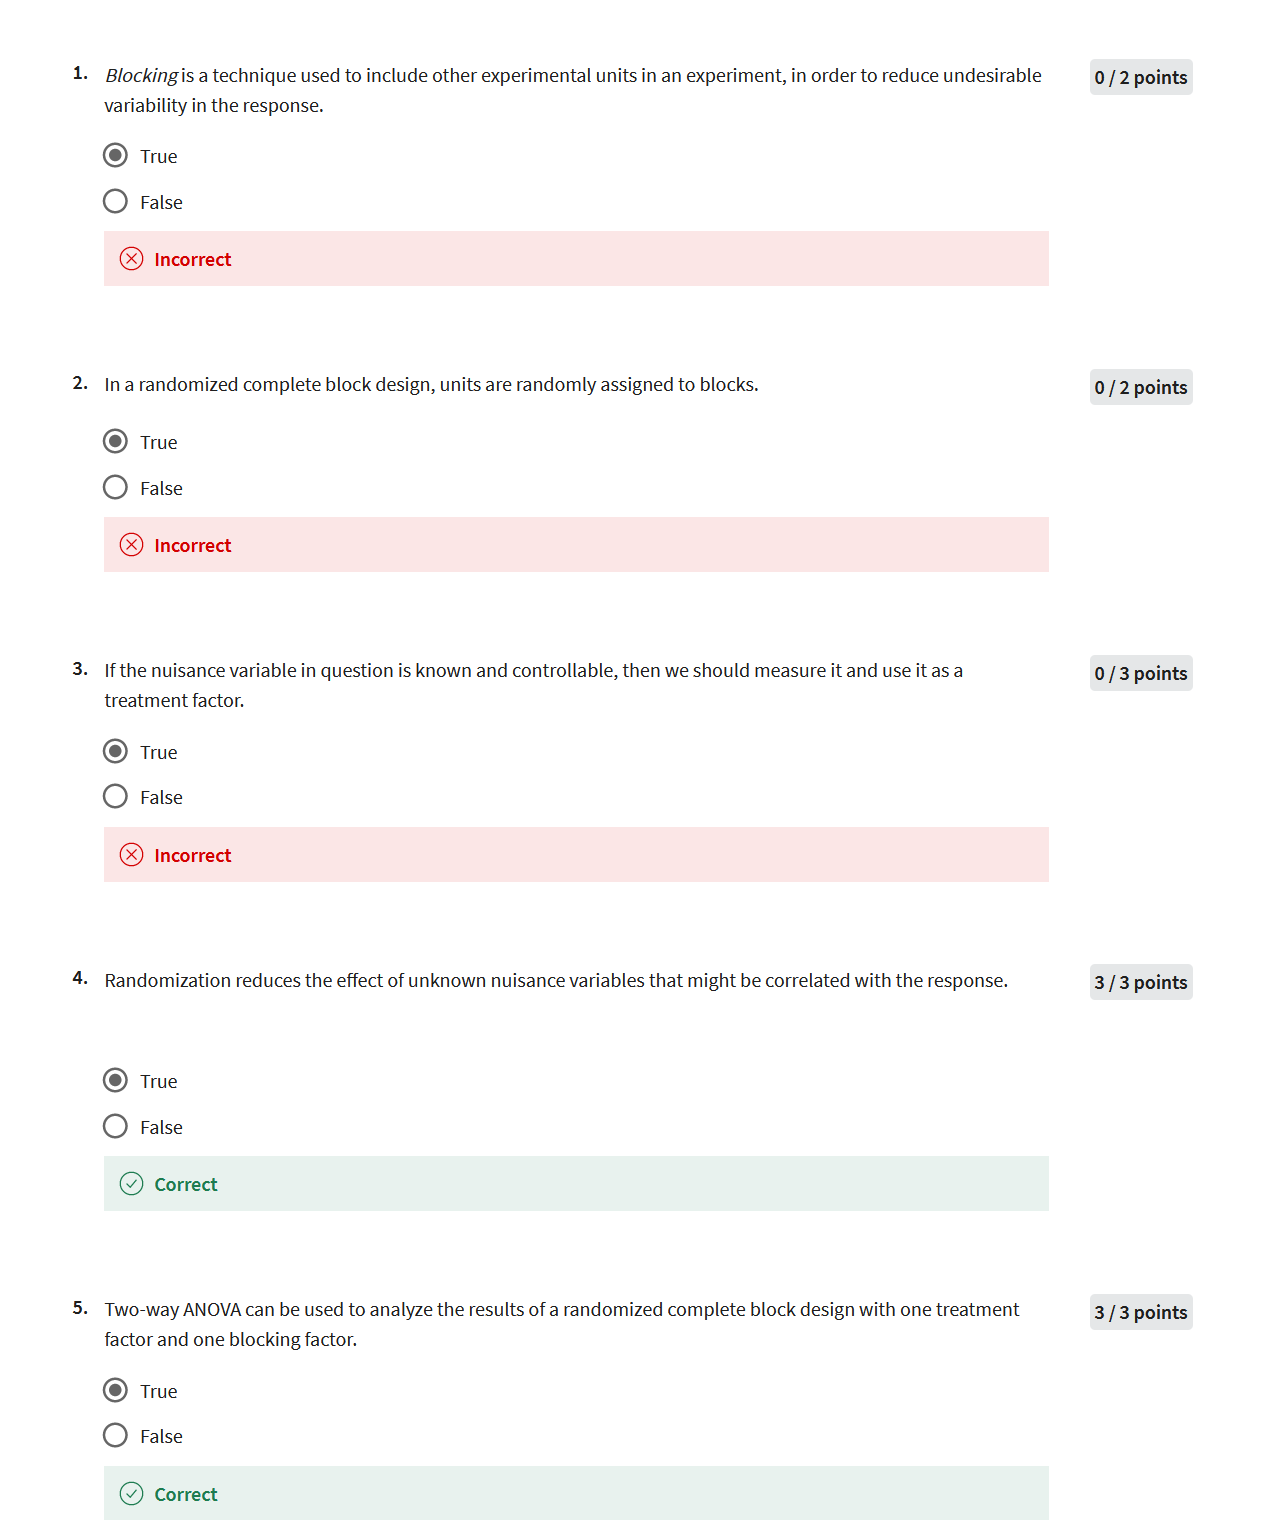 1. Blocking is a technique used to include other experimental units in an experiment, in order to reduce undesirable
variability in the response.
0 / 2 points
True
False
Incorrect
2. In a randomized complete block design, units are randomly assigned to blocks.
0 / 2 points
True
False
Incorrect
3. If the nuisance variable in question is known and controllable, then we should measure it and use it as a
treatment factor.
0 / 3 points
True
False
Incorrect
4. Randomization reduces the effect of unknown nuisance variables that might be correlated with the response.
3 / 3 points
True
False
Correct
5. Two-way ANOVA can be used to analyze the results of a randomized complete block design with one treatment
factor and one blocking factor.
3 / 3 points
True
False
Correct